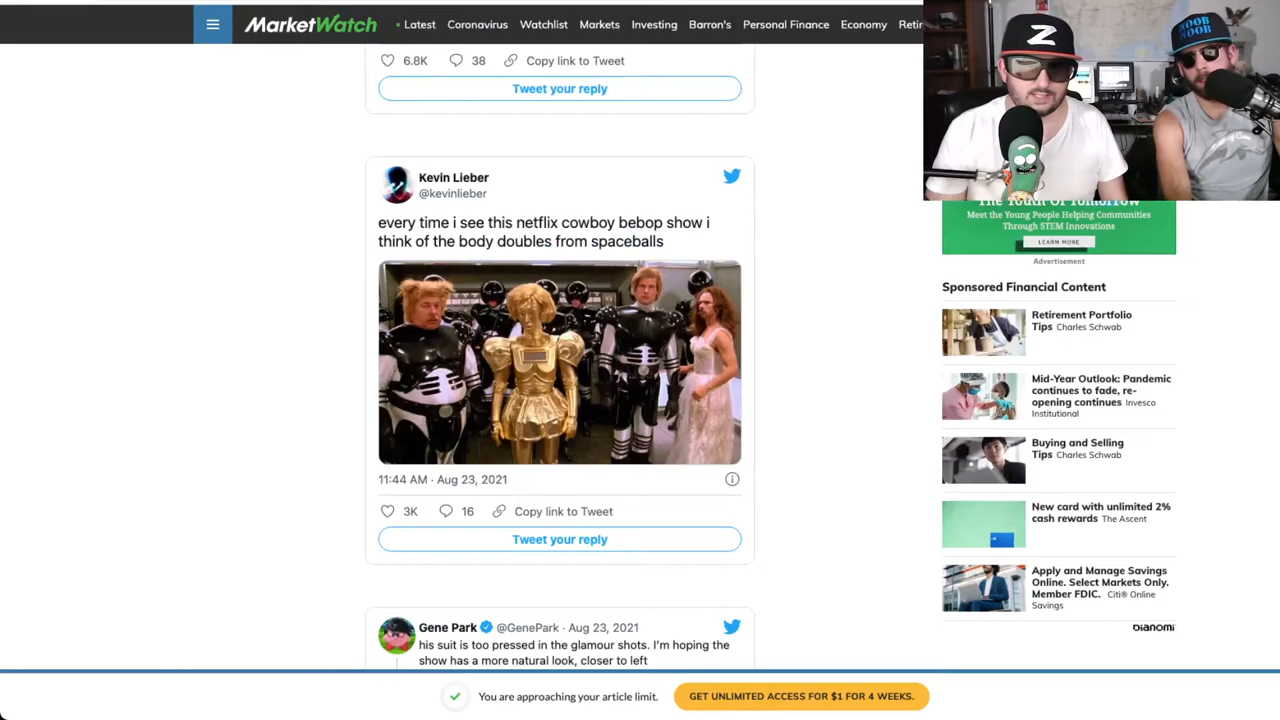 MarketWatch
• Latest Coronavirus Watchlist Markets Investing Barron's Personal Finance Economy Reti
6.8K 38 Copy link to Tweet
Tweet your reply
Kevin Lieber
@kevinlieber
every time i see this netflix cowboy bebop show i
think of the body doubles from spaceballs
11:44 AM · Aug 23, 2021
3K 16 Copy link to Tweet
Tweet your reply
Gene Park @GenePark · Aug 23, 2021
his suit is too pressed in the glamour shots. I'm hoping the
show has a more natural look, closer to left
Z
NOOB
NOOB
The Youth Of Tomorrow
Meet the Young People Helping Communities
Through STEM Innovations
LEARN MORE
Advertisement
Sponsored Financial Content
Retirement Portfolio
Tips Charles Schwab
Mid-Year Outlook: Pandemic
continues to fade, re-
opening continues Invesco
Institutional
Buying and Selling
Tips Charles Schwab
New card with unlimited 2%
cash rewards The Ascent
Apply and Manage Savings
Online. Select Markets Only.
Member FDIC. Citi® Online
Savings
bianomi
You are approaching your article limit.
GET UNLIMITED ACCESS FOR $1 FOR 4 WEEKS.